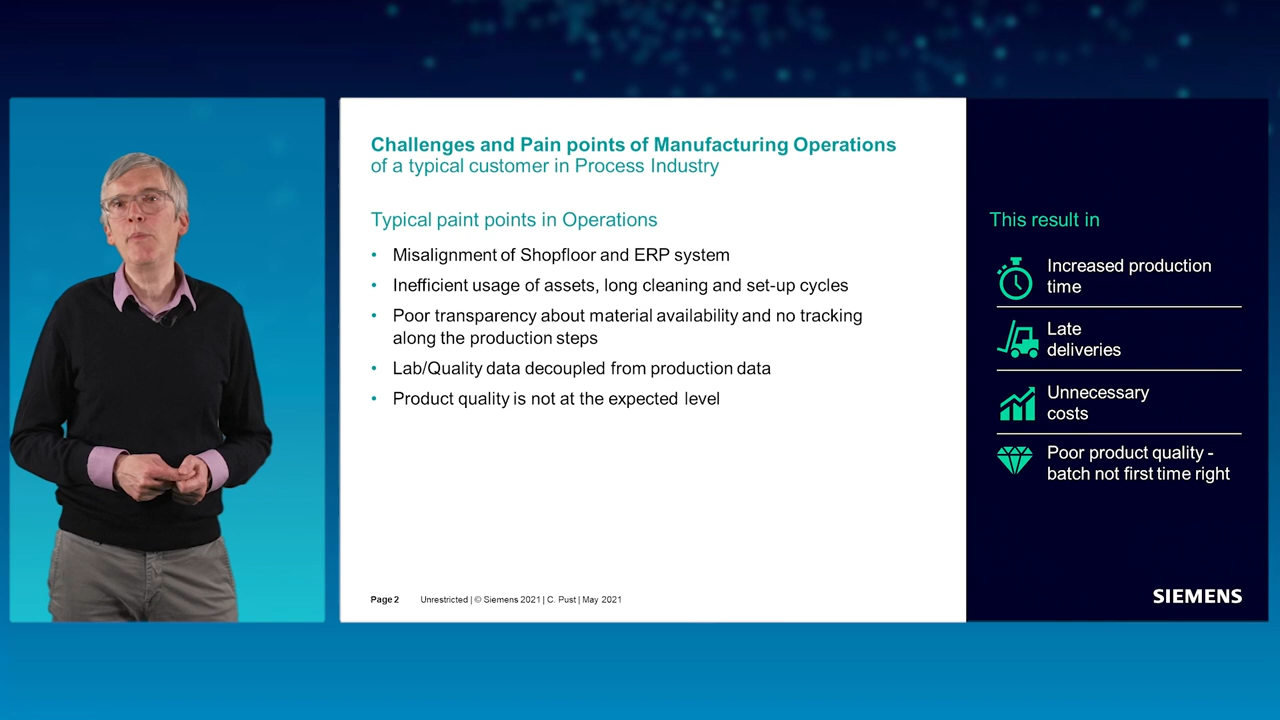 Challenges and Pain points of Manufacturing Operations
of a typical customer in Process Industry
Typical paint points in Operations
• Misalignment of Shopfloor and ERP system
• Inefficient usage of assets, long cleaning and set-up cycles
• Poor transparency about material availability and no tracking
along the production steps
• Lab/Quality data decoupled from production data
• Product quality is not at the expected level
Page 2 Unrestricted | © Siemens 2021 | C. Pust | May 2021
This result in
Increased production
time
Late
deliveries
Unnecessary
costs
Poor product quality -
batch not first time right
SIEMENS